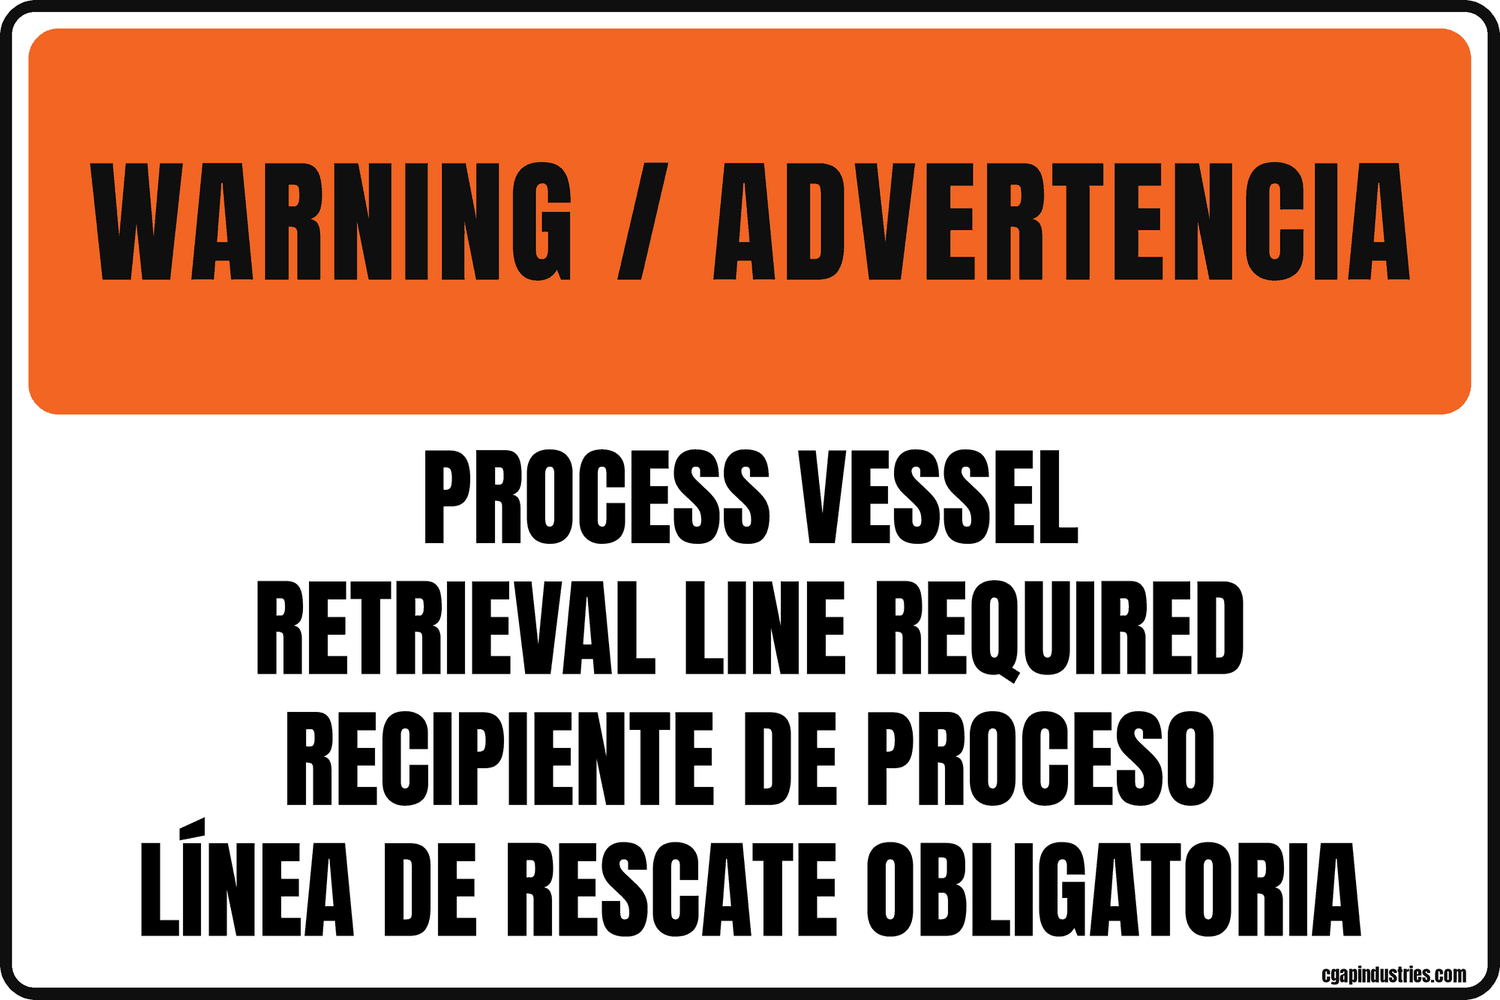 WARNING / ADVERTENCIA
PROCESS VESSEL
RETRIEVAL LINE REQUIRED
RECIPIENTE DE PROCESO
LÍNEA DE RESCATE OBLIGATORIA
cgapindustries.com